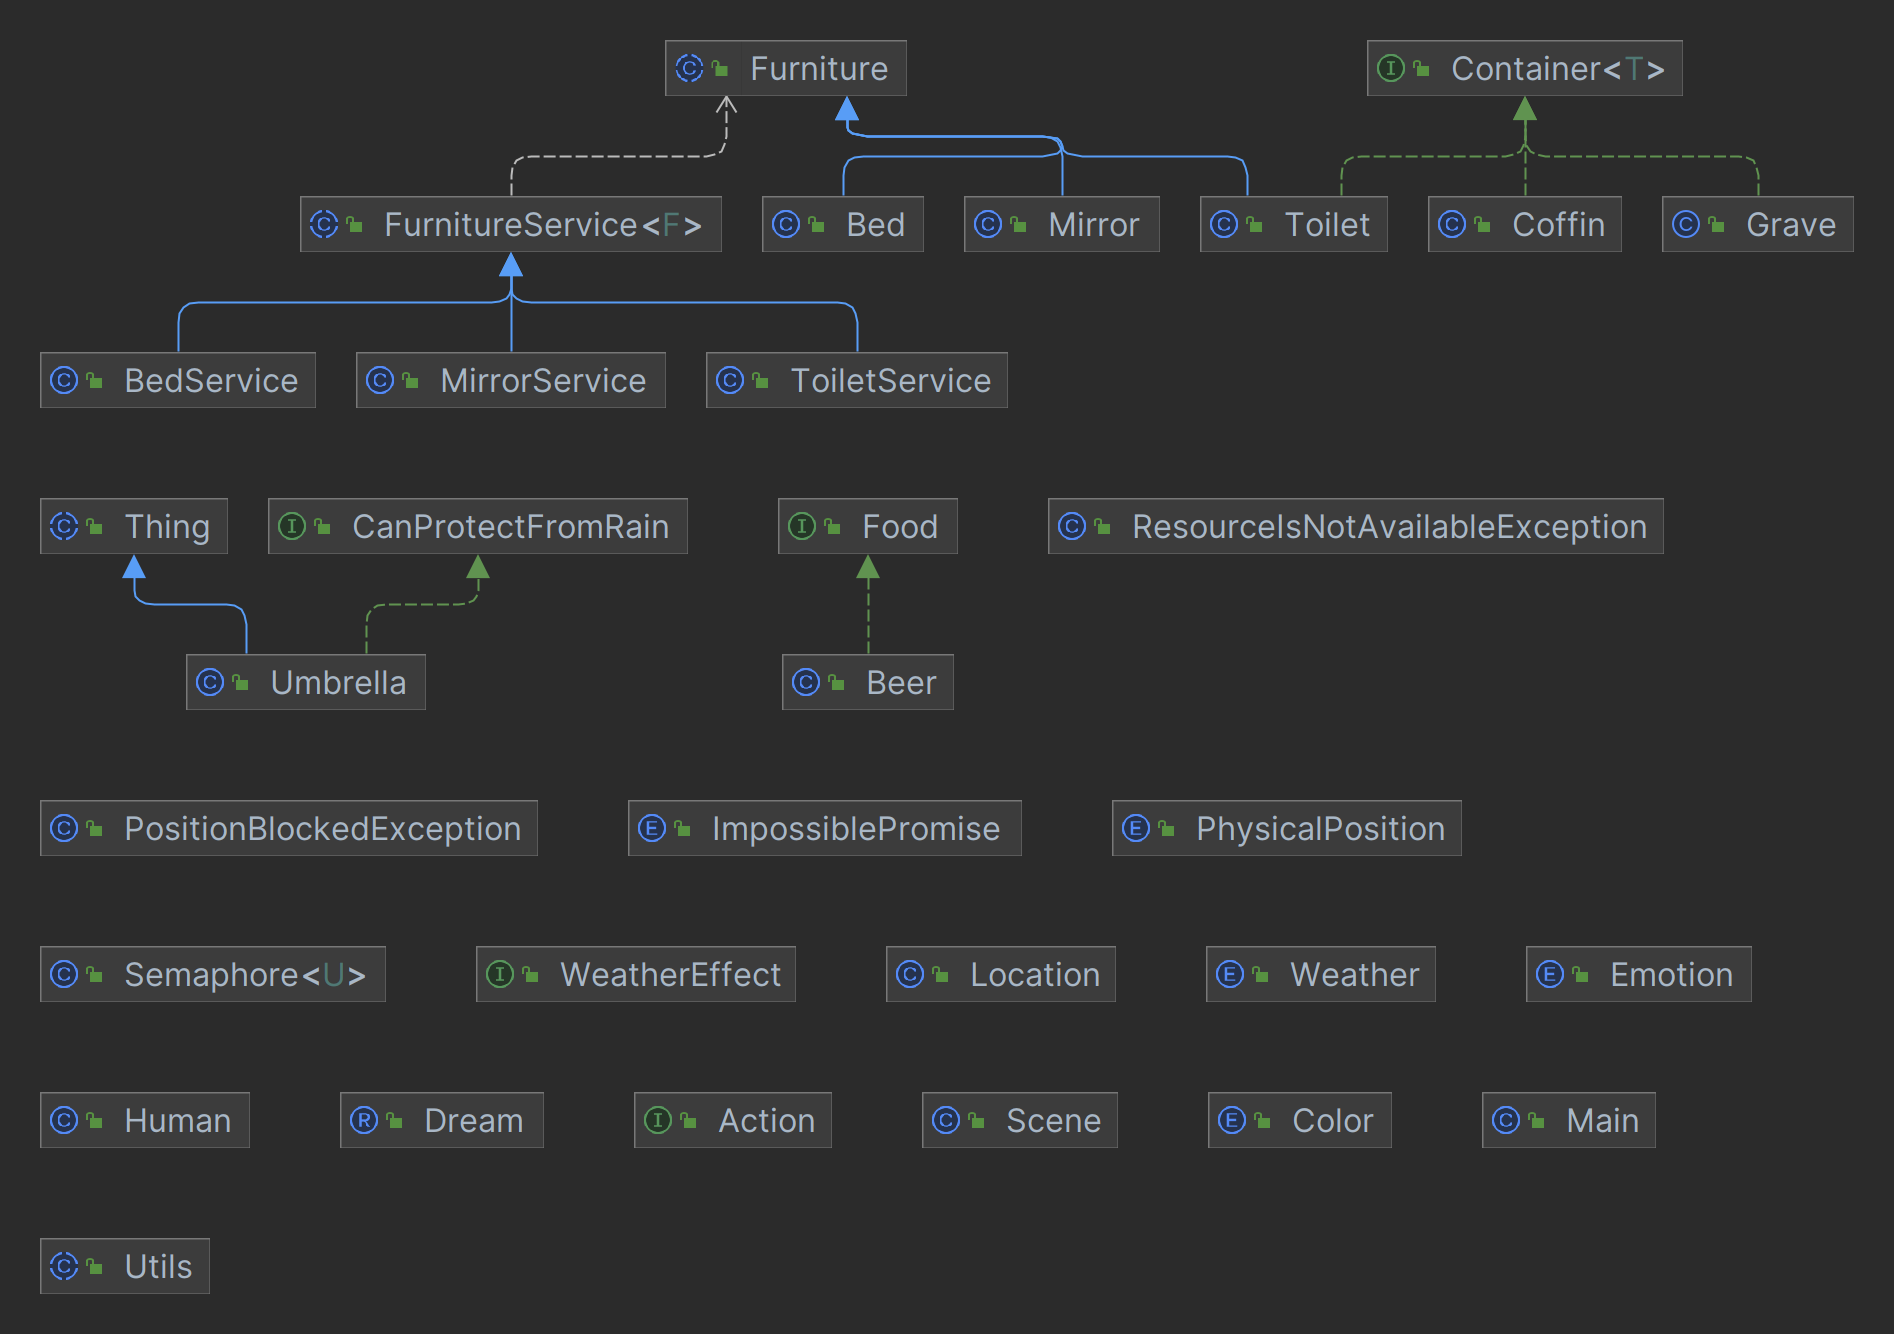 Furniture
Container<T>
FurnitureService<F>
Bed
Mirror
Toilet
Coffin
Grave
BedService
MirrorService
ToiletService
Thing
CanProtectFromRain
Food
ResourceIsNotAvailableException
Umbrella
Beer
PositionBlockedException
ImpossiblePromise
PhysicalPosition
Semaphore<U>
WeatherEffect
Location
Weather
Emotion
Human
Dream
Action
Scene
Color
Main
Utils